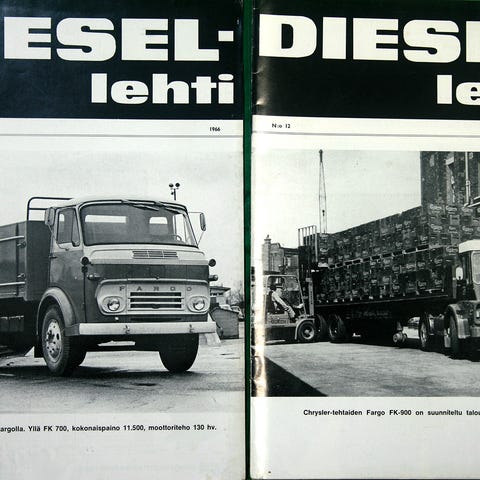 ESEL-
lehti
1966
FARGO
argolla. Yllä FK 700, kokonaispaino 11.500, moottoriteho 130 hv.
DIESE
le
N:o 12
Chrysler-tehtaiden Fargo FK-900 on suunniteltu talou